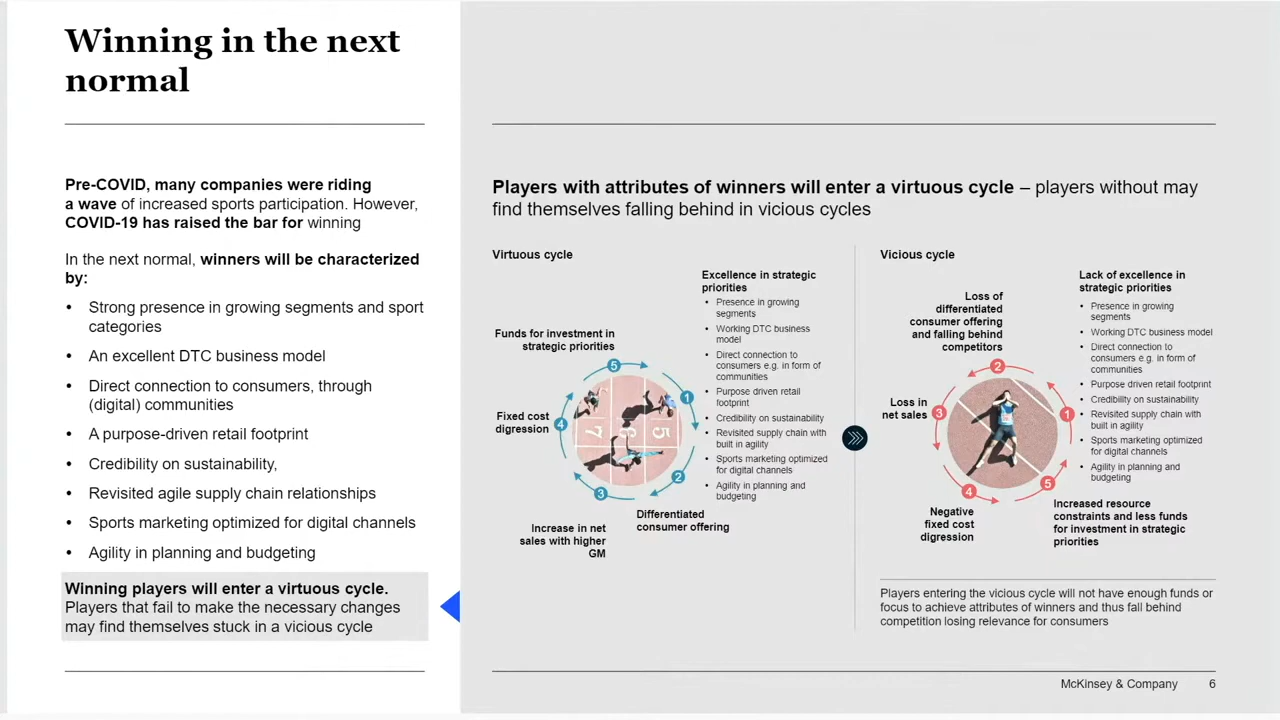 Winning in the next
normal
Pre-COVID, many companies were riding
a wave of increased sports participation. However,
COVID-19 has raised the bar for winning
In the next normal, winners will be characterized
by:
• Strong presence in growing segments and sport
categories
• An excellent DTC business model
• Direct connection to consumers, through
(digital) communities
• A purpose-driven retail footprint
• Credibility on sustainability,
• Revisited agile supply chain relationships
• Sports marketing optimized for digital channels
• Agility in planning and budgeting
Winning players will enter a virtuous cycle.
Players that fail to make the necessary changes
may find themselves stuck in a vicious cycle
Players with attributes of winners will enter a virtuous cycle – players without may
find themselves falling behind in vicious cycles
Virtuous cycle
Excellence in strategic
priorities
• Presence in growing
segments
• Working DTC business
model
• Direct connection to
consumers e.g. in form of
communities
• Purpose driven retail
footprint
• Credibility on sustainability
• Revisited supply chain with
built in agility
• Sports marketing optimized
for digital channels
• Agility in planning and
budgeting
1
2
Differentiated
consumer offering
3
Increase in net
sales with higher
GM
4
Fixed cost
digression
5
Funds for investment in
strategic priorities
7
6
5
Vicious cycle
Lack of excellence in
strategic priorities
• Presence in growing
segments
• Working DTC business model
• Direct connection to
consumers e.g. in form of
communities
• Purpose driven retail footprint
• Credibility on sustainability
• Revisited supply chain with
built in agility
• Sports marketing optimized
for digital channels
• Agility in planning and
budgeting
1
2
Loss of
differentiated
consumer offering
and falling behind
competitors
3
Loss in
net sales
4
Negative
fixed cost
digression
5
Increased resource
constraints and less funds
for investment in strategic
priorities
Players entering the vicious cycle will not have enough funds or
focus to achieve attributes of winners and thus fall behind
competition losing relevance for consumers
McKinsey & Company 6